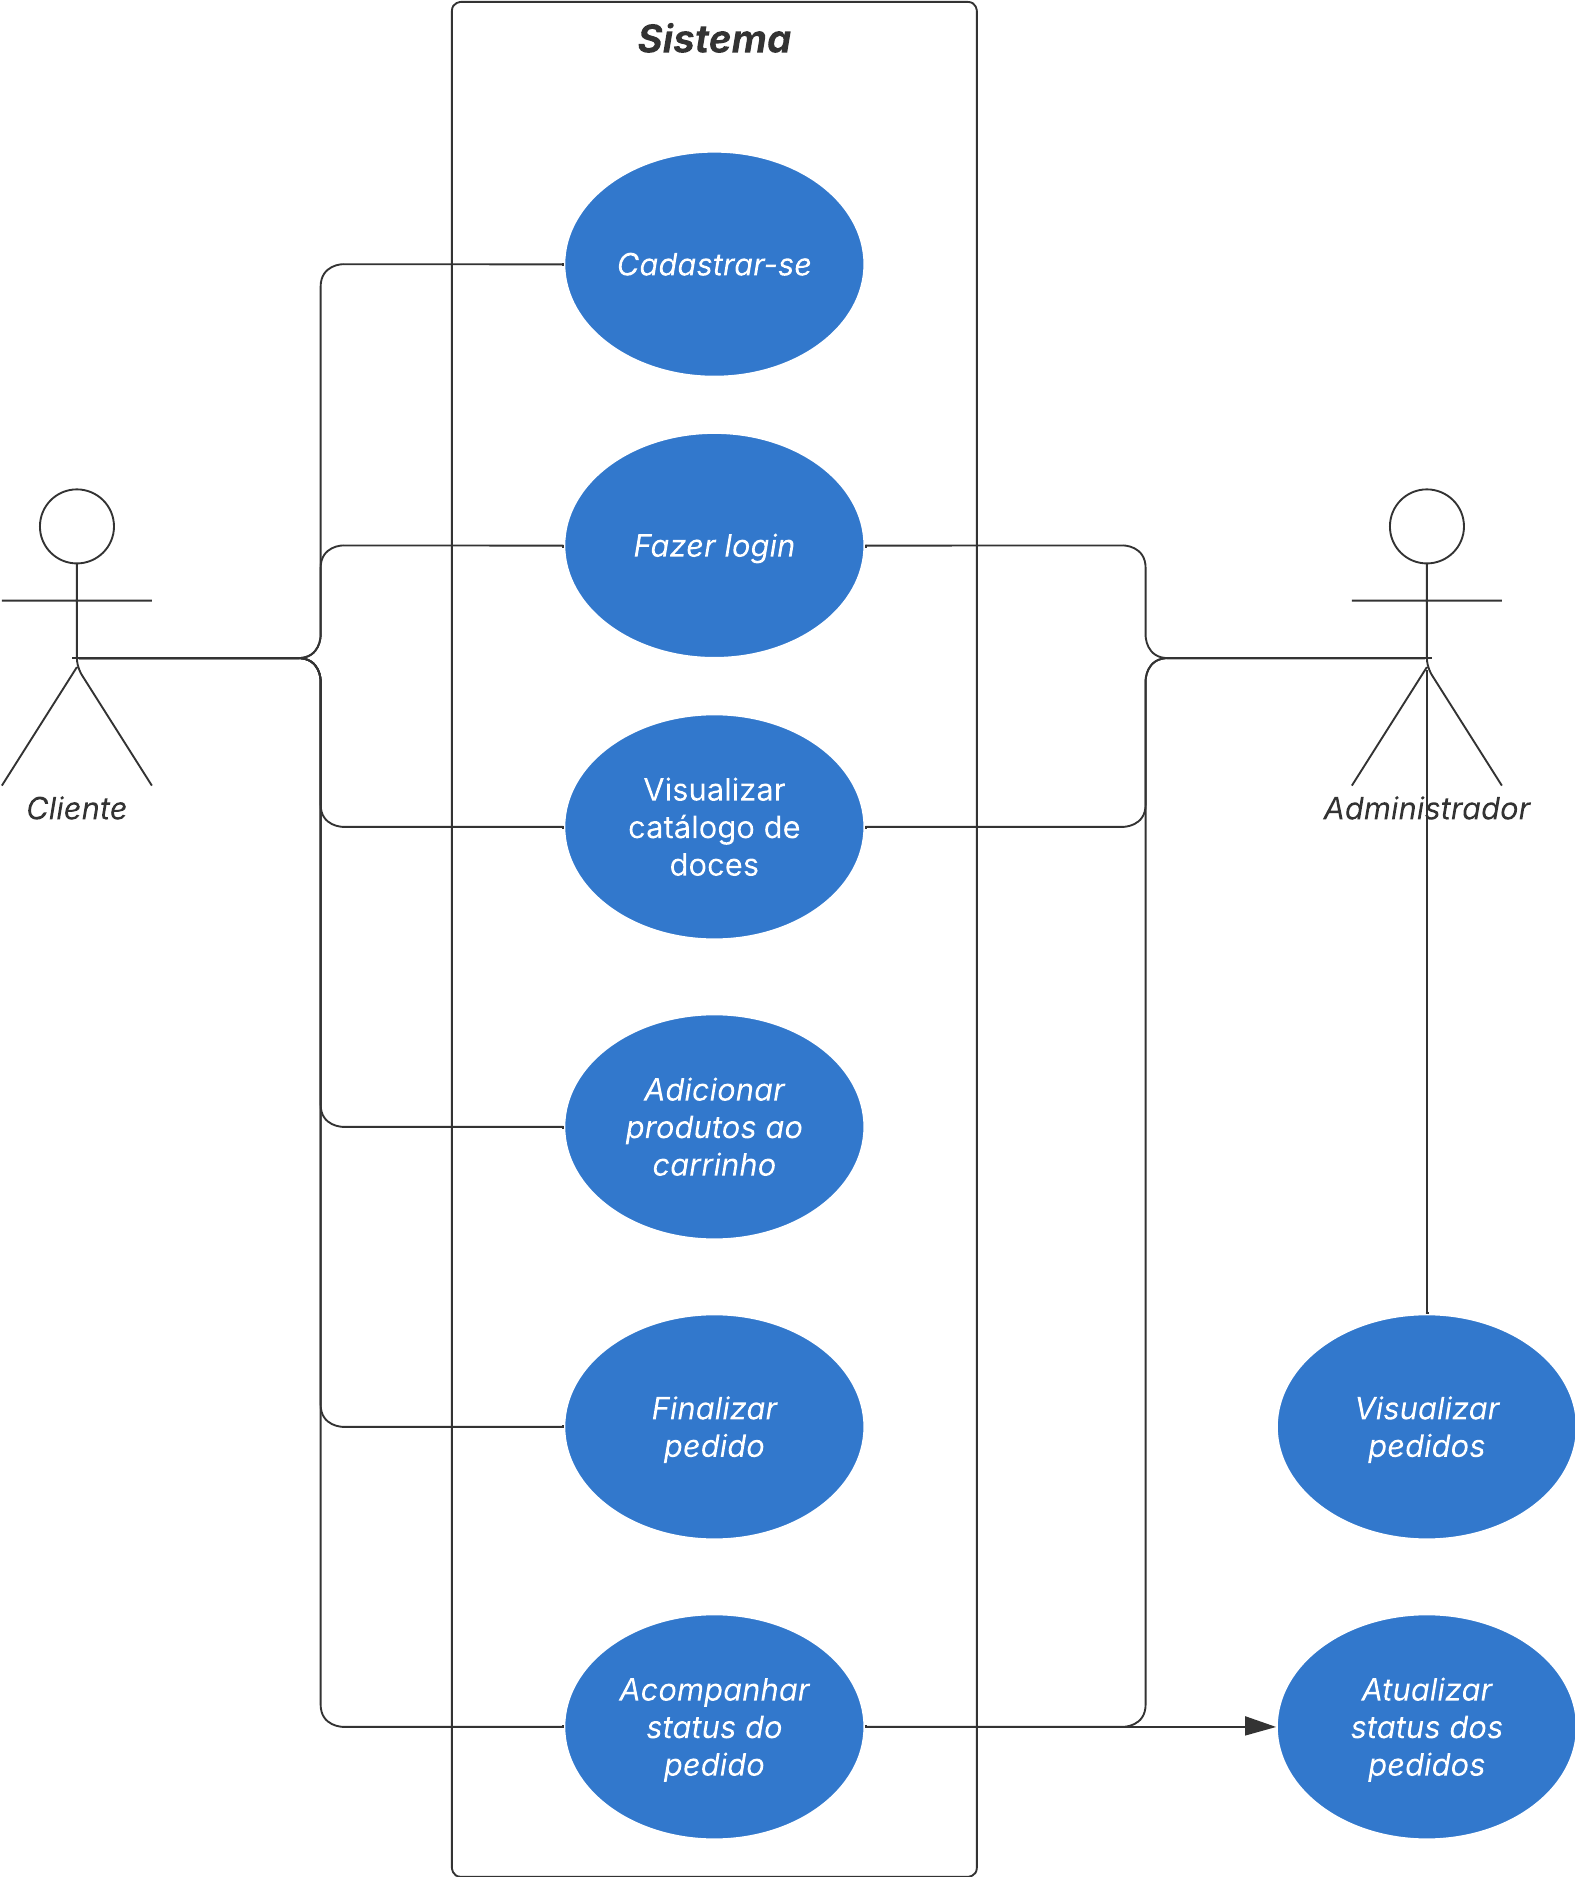 Sistema
Cadastrar-se
Fazer login
Cliente
Administrador
Visualizar
catálogo de
doces
Adicionar
produtos ao
carrinho
Finalizar
pedido
Visualizar
pedidos
Acompanhar
status do
pedido
Atualizar
status dos
pedidos